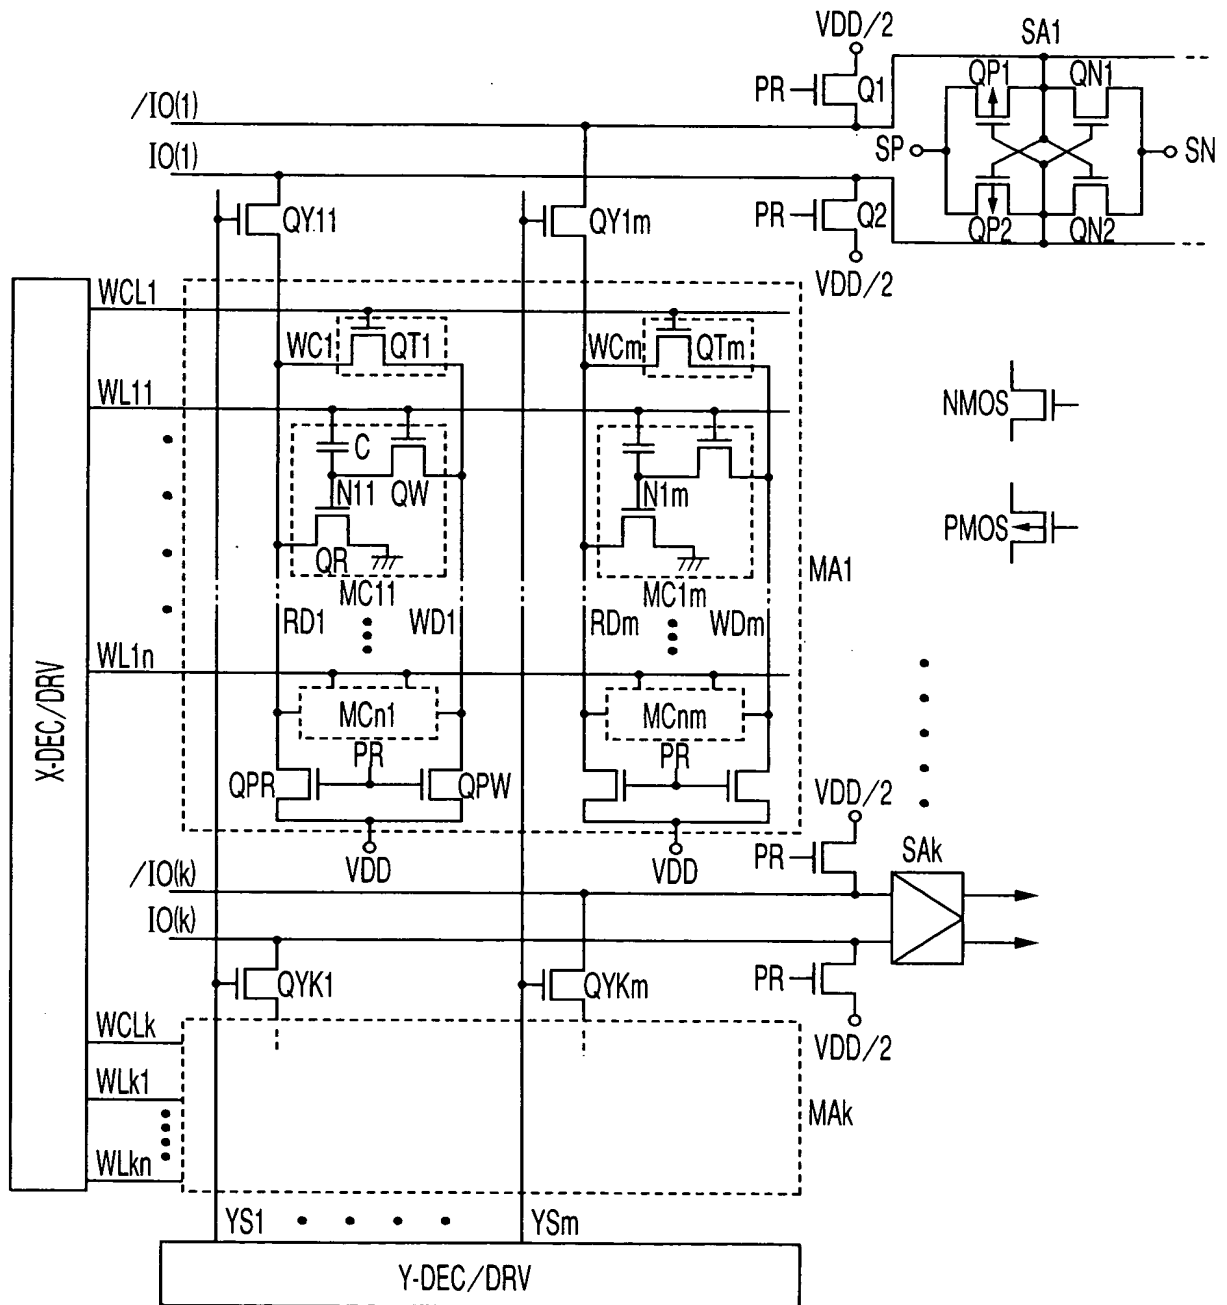 VDD/2
SA1
PR
Q1
QP1
QN1
/IO(1)
SP
SN
IO(1)
QY11
QY1m
PR
Q2
QP2
QN2
VDD/2
WCL1
WC1
QT1
WCm
QTm
WL11
NMOS
C
N11
QW
N1m
PMOS
QR
MA1
MC11
MC1m
RD1
WD1
RDm
WDm
WL1n
X-DEC/DRV
MCn1
MCnm
PR
PR
QPR
QPW
VDD/2
VDD
VDD
PR
SAk
/IO(k)
IO(k)
QYK1
QYKm
PR
WCLk
VDD/2
WLk1
MAk
WLkn
YS1
YSm
Y-DEC/DRV